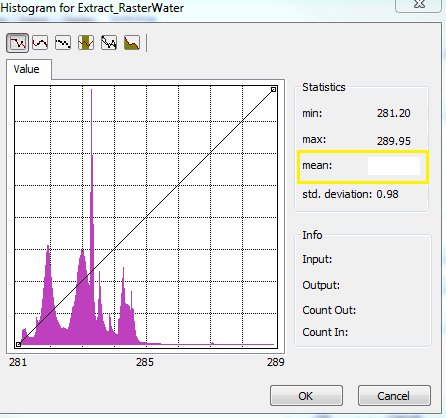 Histogram for Extract_RasterWater
Value
Statistics
min: 281.20
max: 289.95
mean:
std. deviation: 0.98
Info
Input:
Output:
Count Out:
Count In:
281 285 289
OK Cancel